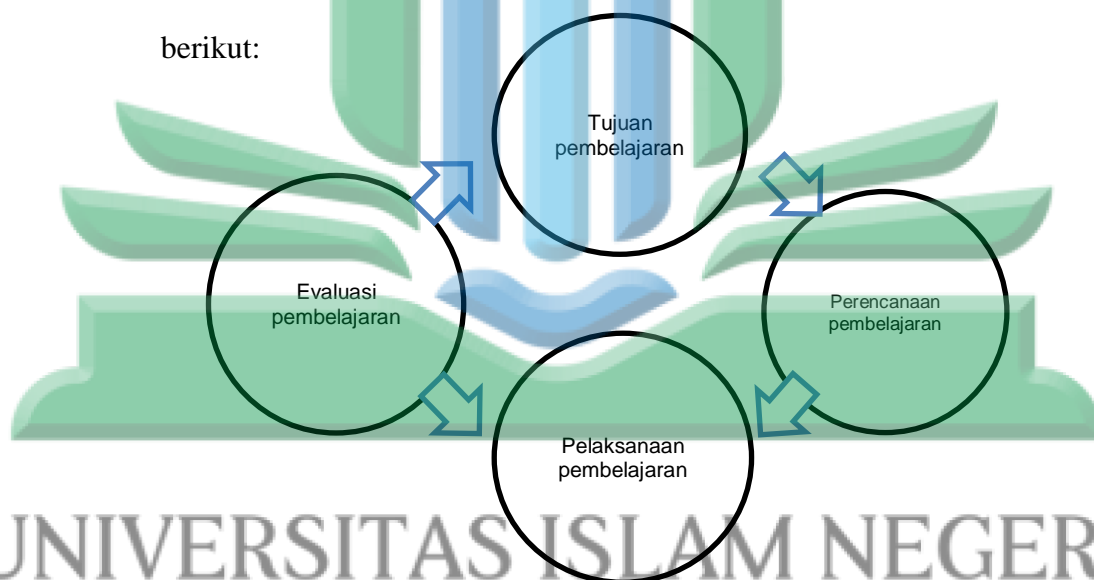 berikut:
Tujuan
pembelajaran
Evaluasi
pembelajaran
Perencanaan
pembelajaran
Pelaksanaan
pembelajaran
UNIVERSITAS ISLAM NEGER